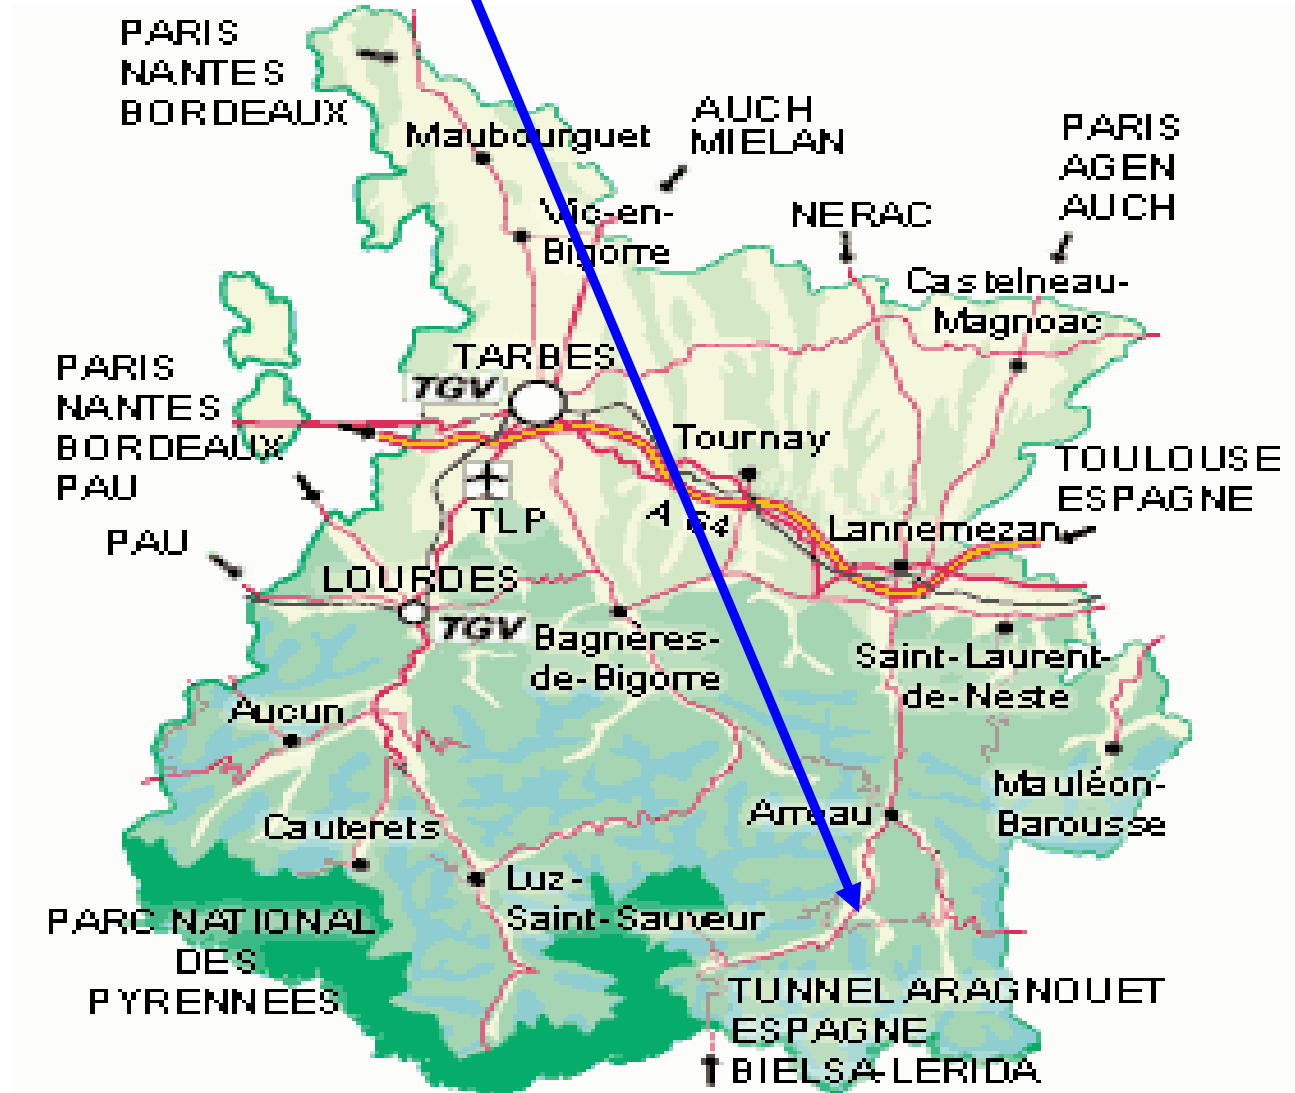 PARIS
NANTES
BORDEAUX
AUCH
MIELAN
PARIS
AGEN
AUCH
Maubourguet
NERAC
Vic-en-
Bigorre
Castelneau-
Magnoac
TARBES
TGV
PARIS
NANTES
BORDEAUX
PAU
Tournay
TOULOUSE
ESPAGNE
A 64
TLP
Lannemezan
PAU
LOURDES
TGV
Bagnères-
de-Bigorre
Saint-Laurent-
de-Neste
Aucun
Mauléon-
Barousse
Arreau
Cauterets
Luz-
Saint-Sauveur
PARC NATIONAL
DES
PYRENNEES
TUNNEL ARAGNOUET
ESPAGNE
BIELSA-LERIDA